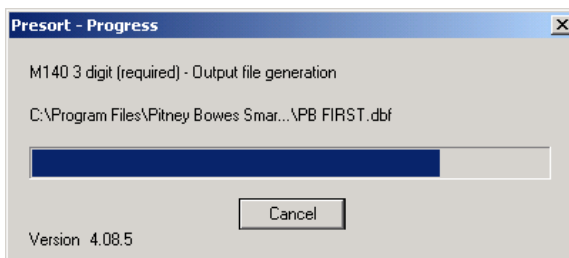 Presort - Progress
M140 3 digit (required) - Output file generation
C:\Program Files\Pitney Bowes Smar...\PB FIRST.dbf
Cancel
Version 4.08.5